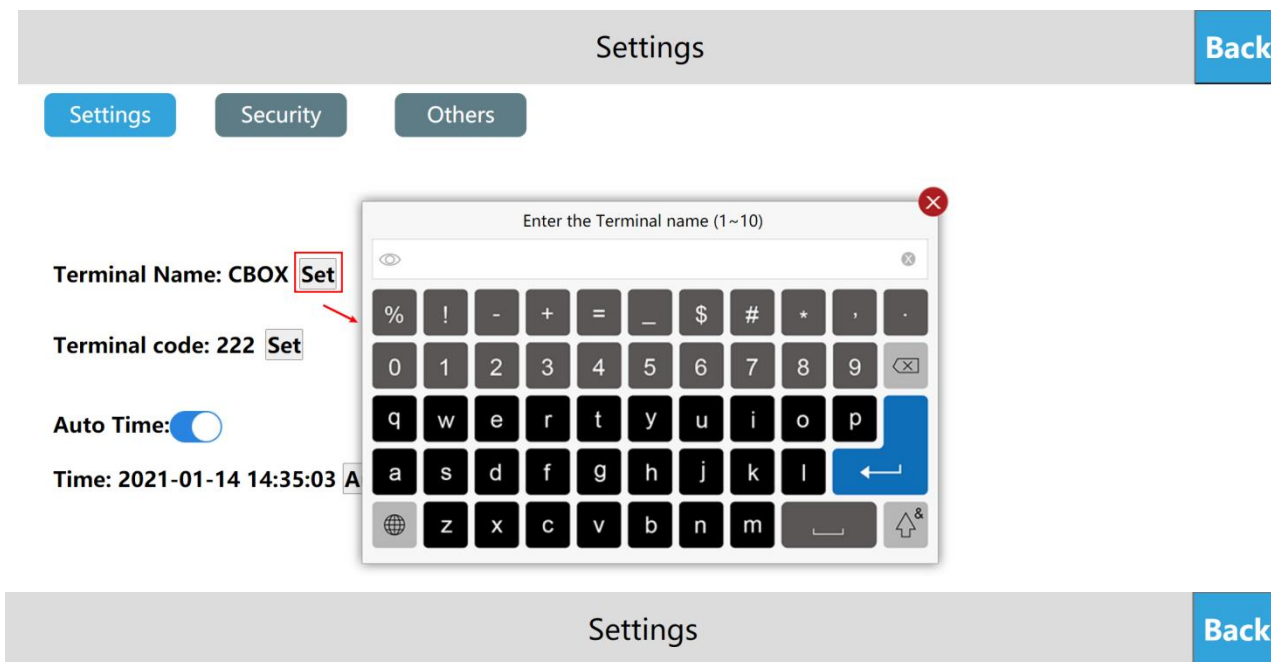 Settings Back
Settings Security Others
Enter the Terminal name (1~10)
Terminal Name: CBOX Set
% ! - + = _ $ # * , .
Terminal code: 222 Set
0 1 2 3 4 5 6 7 8 9
q w e r t y u i o p
Auto Time:
a s d f g h j k l
Time: 2021-01-14 14:35:03 A
z x c v b n m &
Settings Back